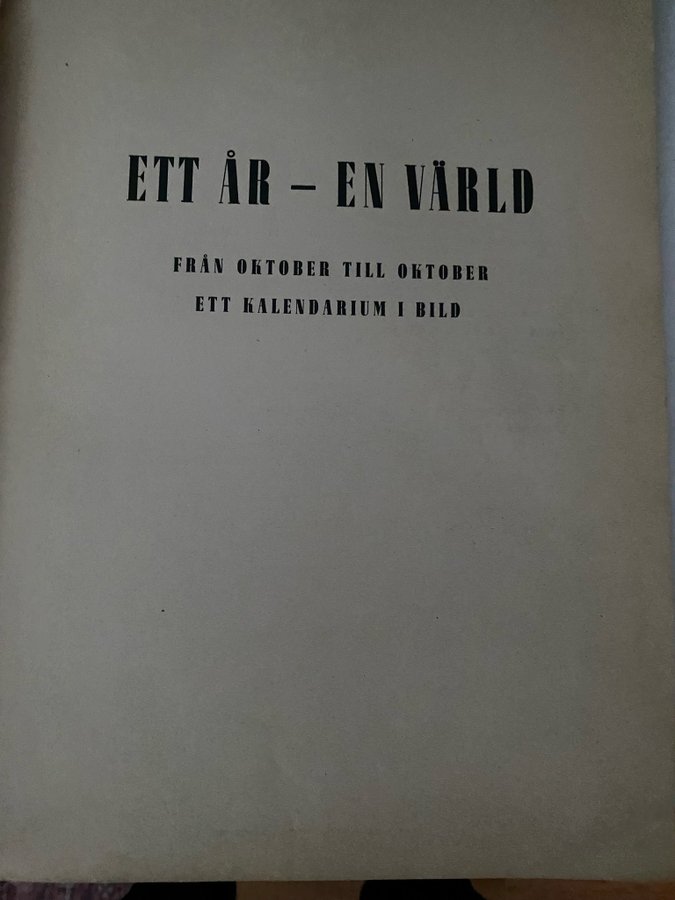 ETT ÅR – EN VÄRLD
FRÅN OKTOBER TILL OKTOBER
ETT KALENDARIUM I BILD